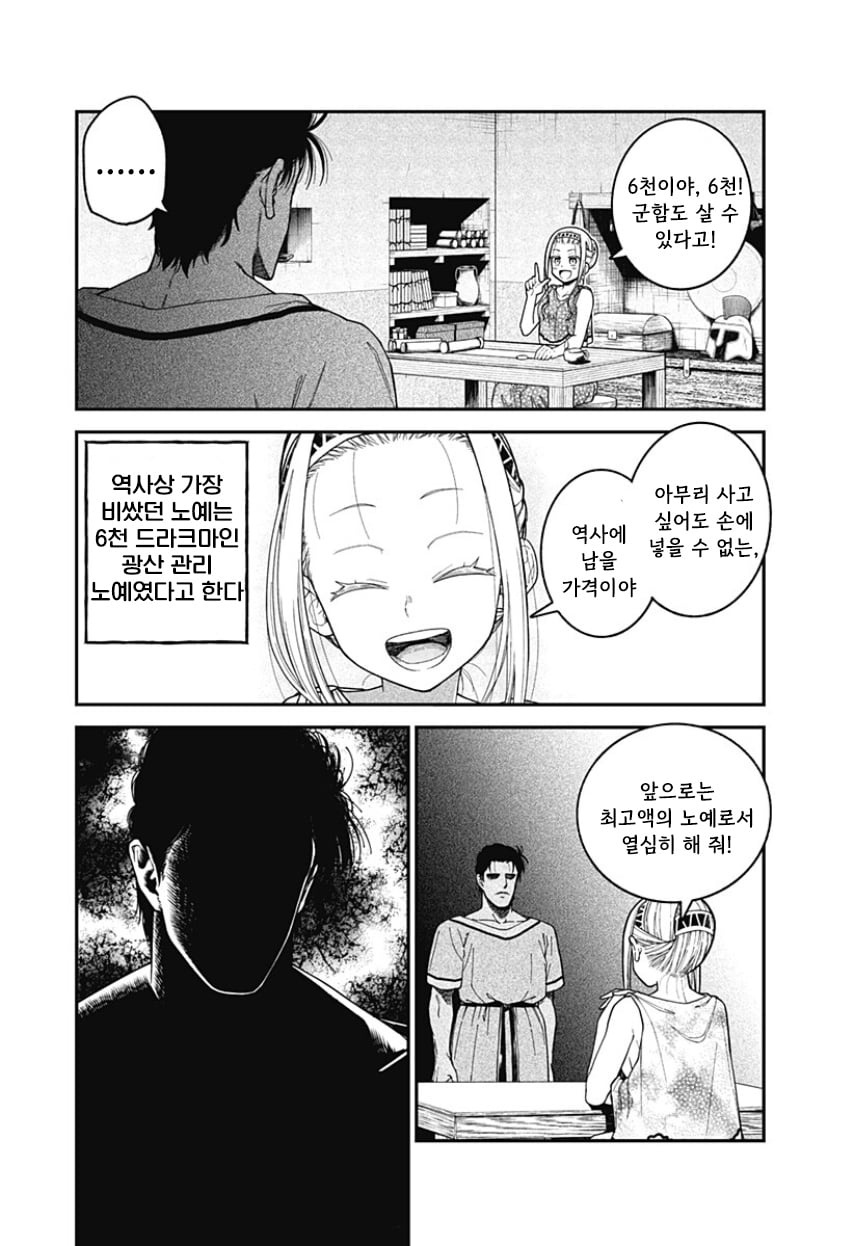 6천이야, 6천!
군함도 살 수
있다고!
······
아무리 사고
싶어도 손에
넣을 수 없는,
역사에
남을
가격이야
역사상 가장
비쌌던 노예는
6천 드라크마인
광산 관리
노예였다고 한다
앞으로는
최고액의 노예로서
열심히 해 줘!